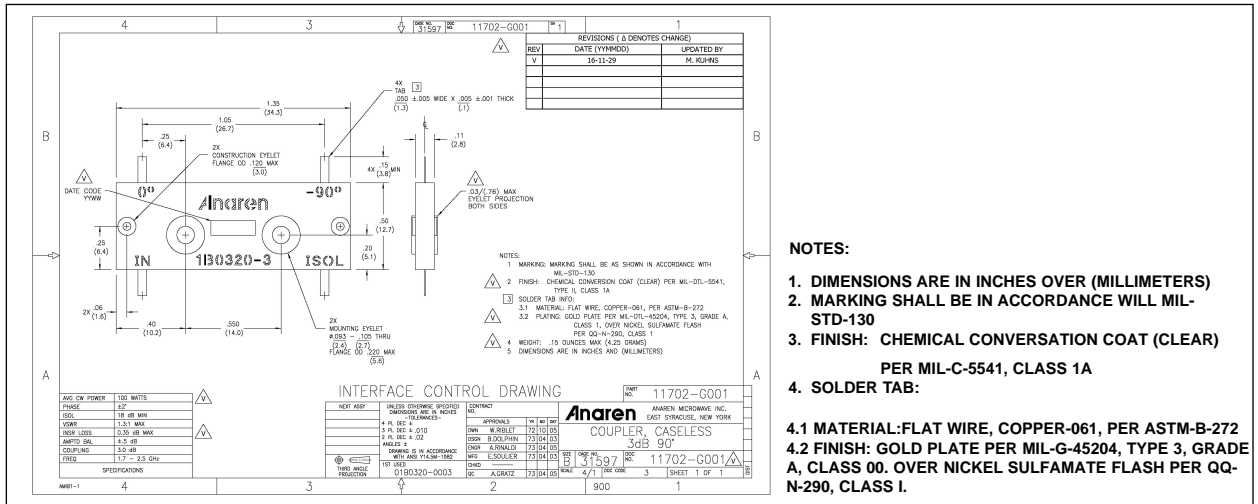 4
3
CAGE NO. 31597
DOC NO. 11702-G001
SH 1
1
REVISIONS ( Δ DENOTES CHANGE)
REV DATE (YYMMDD) UPDATED BY
V 16-11-29 M. KUHNS
V
4X
TAB 3
.050 ±.005 WIDE X .005 ±.001 THICK
(1.3) (.1)
1.35
(34.3)
1.05
(26.7)
.25
(6.4)
B
B
2X
CONSTRUCTION EYELET
FLANGE OD .120 MAX
(3.0)
.11
(2.8)
4X .15 MIN
(3.8)
V
DATE CODE
YYWW
0°
-90°
Anaren
V
.03/(.76) MAX
EYELET PROJECTION
BOTH SIDES
.50
(12.7)
.25
(6.4)
.20
(5.1)
IN
1B0320-3
ISOL
2X .06
(1.6)
.40
(10.2)
.550
(14.0)
2X
MOUNTING EYELET
ø.093 - .105 THRU
(2.4) (2.7)
FLANGE OD .220 MAX
(5.6)
NOTES:
1 MARKING: MARKING SHALL BE AS SHOWN IN ACCORDANCE WITH
MIL-STD-130
V 2 FINISH: CHEMICAL CONVERSION COAT (CLEAR) PER MIL-DTL-5541,
TYPE II, CLASS 1A
3 SOLDER TAB INFO:
3.1 MATERIAL: FLAT WIRE, COPPER-061, PER ASTM-B-272
V 3.2 PLATING: GOLD PLATE PER MIL-DTL-45204, TYPE 3, GRADE A,
CLASS 1, OVER NICKEL SULFAMATE FLASH
PER QQ-N-290, CLASS 1
V 4 WEIGHT: .15 OUNCES MAX (4.25 GRAMS)
5 DIMENSIONS ARE IN INCHES AND (MILLIMETERS)
A
A
INTERFACE CONTROL DRAWING
PART NO. 11702-G001
AVG CW POWER 100 WATTS
V
PHASE ±2°
ISOL 18 dB MIN
VSWR 1.3:1 MAX
INSR LOSS 0.35 dB MAX
V
AMPTD BAL ±.5 dB
COUPLING 3.0 dB
FREQ 1.7 - 2.5 GHz
SPECIFICATIONS
NEXT ASSY
1ST USED
01B0320-0003
UNLESS OTHERWISE SPECIFIED
DIMENSIONS ARE IN INCHES
-TOLERANCES-
4 PL DEC ±
3 PL DEC ± .010
2 PL DEC ± .02
ANGLES ±
DRAWING IS IN ACCORDANCE
WITH ANSI Y14.5M-1982
THIRD ANGLE
PROJECTION
CONTRACT
NO.
APPROVALS YR MO DAY
DWN W.RIBLET 72 10 05
DSGN B.DOLPHIN 73 04 03
ENGR A.RINALDI 73 04 05
MFG E.SOULIER 73 04 03
CHKD
QC A.GRATZ 73 04 05
Anaren
ANAREN MICROWAVE INC.
EAST SYRACUSE, NEW YORK
COUPLER, CASELESS
3dB 90°
SIZE B
CAGE NO. 31597
DOC NO. 11702-G001
V
SCALE 4/1
DOC CODE 3
SHEET 1 OF 1
DIST
AMIB1-1
4
3
2
900
1
NOTES:
1. DIMENSIONS ARE IN INCHES OVER (MILLIMETERS)
2. MARKING SHALL BE IN ACCORDANCE WILL MIL-
STD-130
3. FINISH: CHEMICAL CONVERSATION COAT (CLEAR)
PER MIL-C-5541, CLASS 1A
4. SOLDER TAB:
4.1 MATERIAL:FLAT WIRE, COPPER-061, PER ASTM-B-272
4.2 FINISH: GOLD PLATE PER MIL-G-45204, TYPE 3, GRADE
A, CLASS 00. OVER NICKEL SULFAMATE FLASH PER QQ-
N-290, CLASS I.